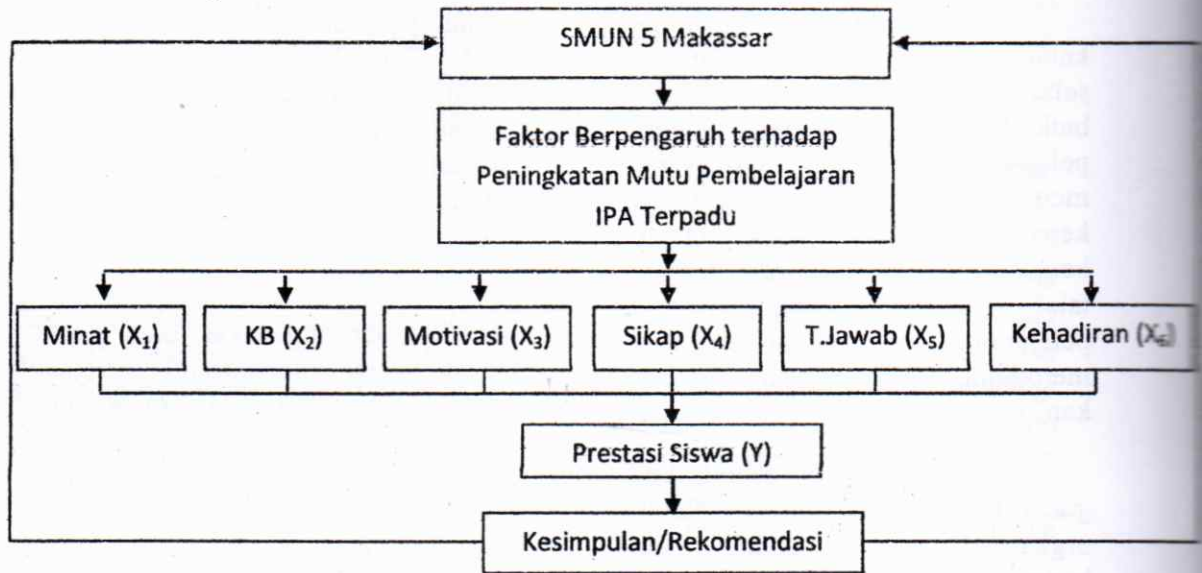 SMUN 5 Makassar
Faktor Berpengaruh terhadap
Peningkatan Mutu Pembelajaran
IPA Terpadu
Minat (X₁) KB (X₂) Motivasi (X₃) Sikap (X₄) T.Jawab (X₅) Kehadiran (X₆)
Prestasi Siswa (Y)
Kesimpulan/Rekomendasi